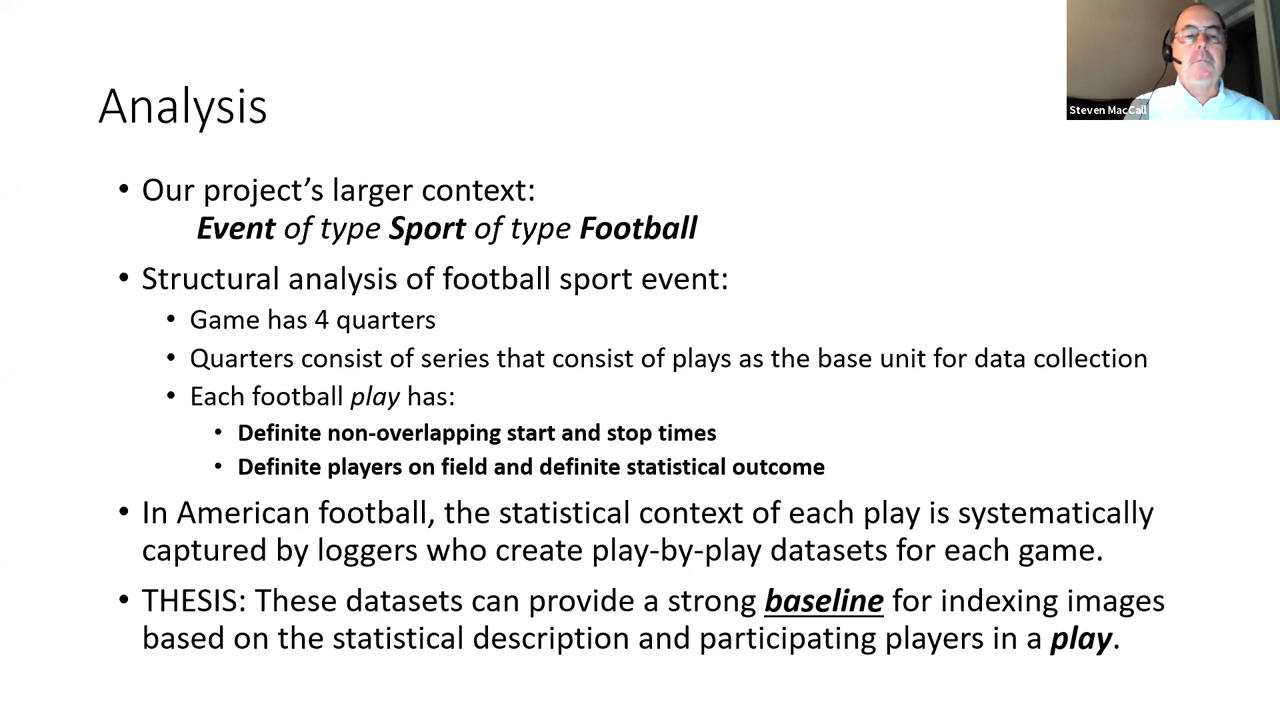 Analysis
Steven MacCall
• Our project’s larger context:
Event of type Sport of type Football
• Structural analysis of football sport event:
• Game has 4 quarters
• Quarters consist of series that consist of plays as the base unit for data collection
• Each football play has:
• Definite non-overlapping start and stop times
• Definite players on field and definite statistical outcome
• In American football, the statistical context of each play is systematically
captured by loggers who create play-by-play datasets for each game.
• THESIS: These datasets can provide a strong baseline for indexing images
based on the statistical description and participating players in a play.